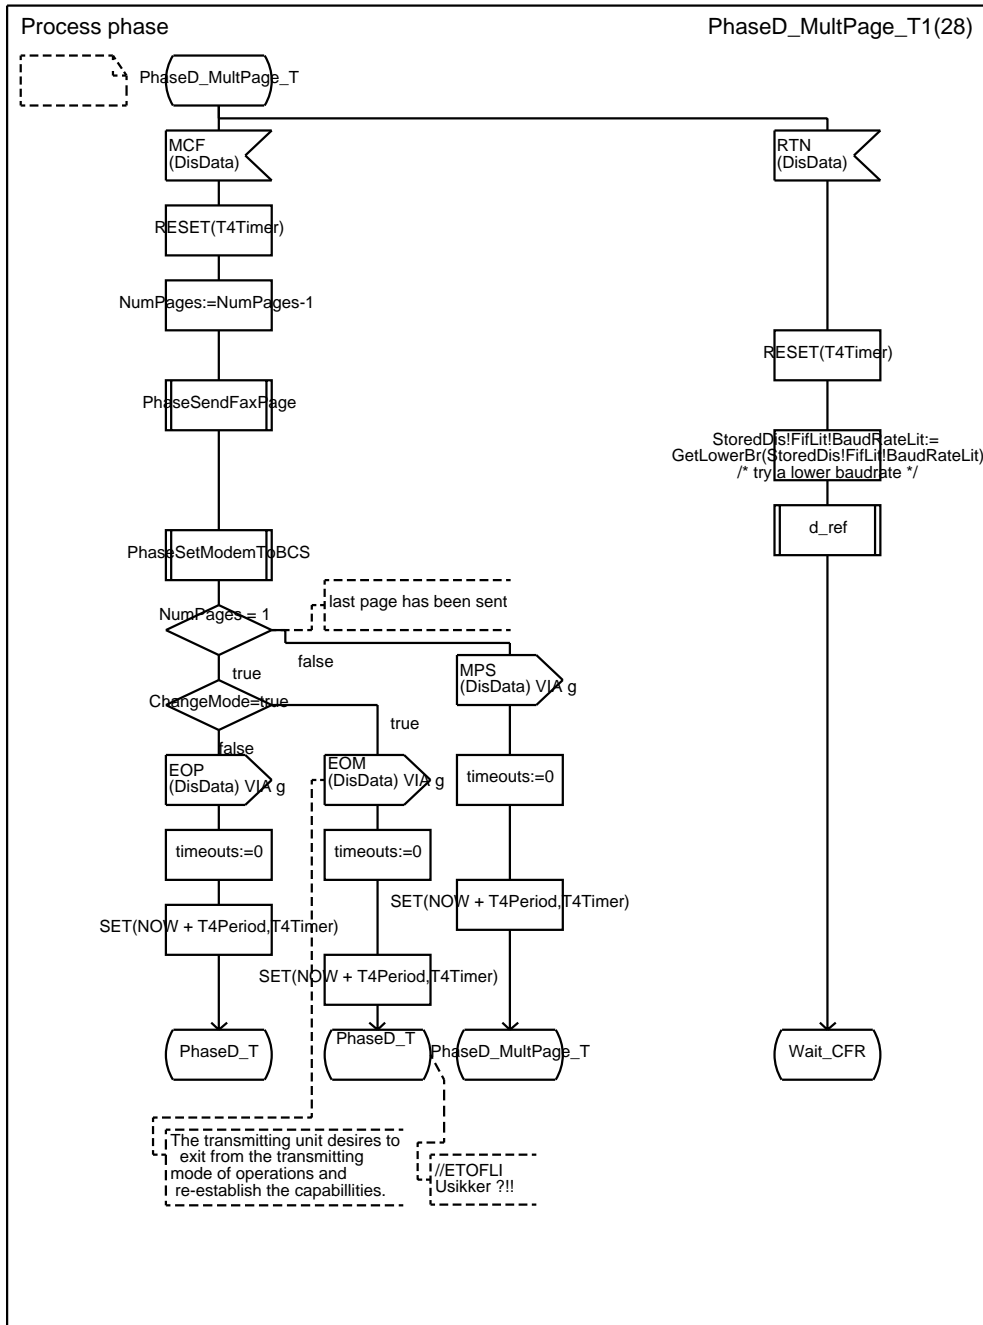 Process phase
PhaseD_MultPage_T1(28)
PhaseD_MultPage_T
MCF
(DisData)
RTN
(DisData)
RESET(T4Timer)
NumPages:=NumPages-1
RESET(T4Timer)
PhaseSendFaxPage
StoredDis!FifLit!BaudRateLit:=
GetLowerBr(StoredDis!FifLit!BaudRateLit)
/* try a lower baudrate */
d_ref
PhaseSetModemToBCS
last page has been sent
NumPages = 1
false
true
MPS
(DisData) VIA g
ChangeMode=true
true
false
EOP
(DisData) VIA g
EOM
(DisData) VIA g
timeouts:=0
timeouts:=0
timeouts:=0
SET(NOW + T4Period,T4Timer)
SET(NOW + T4Period,T4Timer)
SET(NOW + T4Period,T4Timer)
PhaseD_T
PhaseD_T
PhaseD_MultPage_T
Wait_CFR
The transmitting unit desires to
exit from the transmitting
mode of operations and
re-establish the capabillities.
//ETOFLI
Usikker ?!!